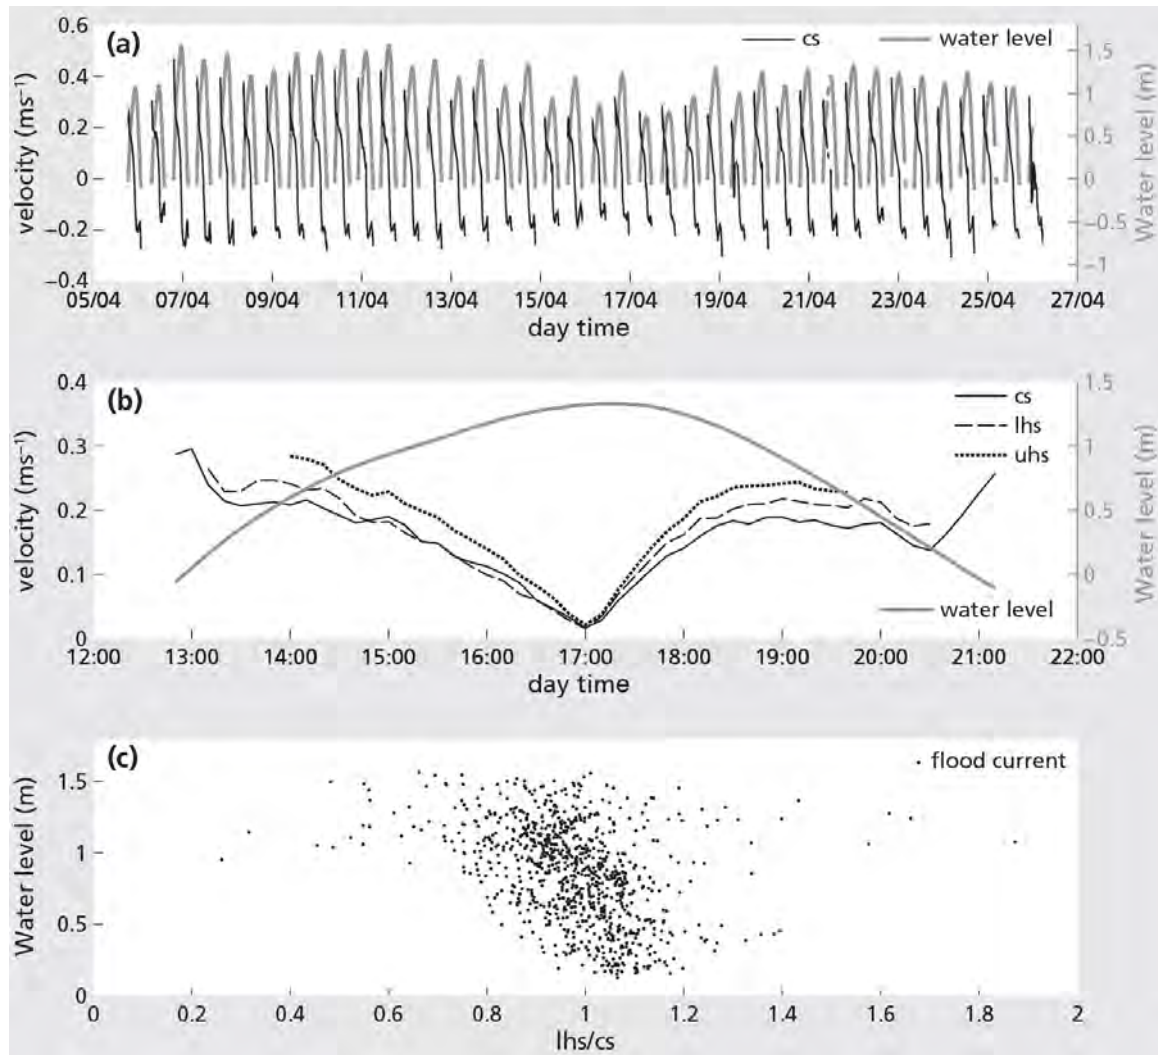 (a)
cs
water level
0.6
0.4
0.2
0
−0.2
−0.4
velocity (ms⁻¹)
1.5
1
0.5
0
−0.5
−1
Water level (m)
05/04 07/04 09/04 11/04 13/04 15/04 17/04 19/04 21/04 23/04 25/04 27/04
day time
(b)
cs
lhs
uhs
water level
0.4
0.3
0.2
0.1
0
velocity (ms⁻¹)
1.5
1
0.5
0
−0.5
Water level (m)
12:00 13:00 14:00 15:00 16:00 17:00 18:00 19:00 20:00 21:00 22:00
day time
(c)
flood current
1.5
1
0.5
0
Water level (m)
0 0.2 0.4 0.6 0.8 1 1.2 1.4 1.6 1.8 2
lhs/cs